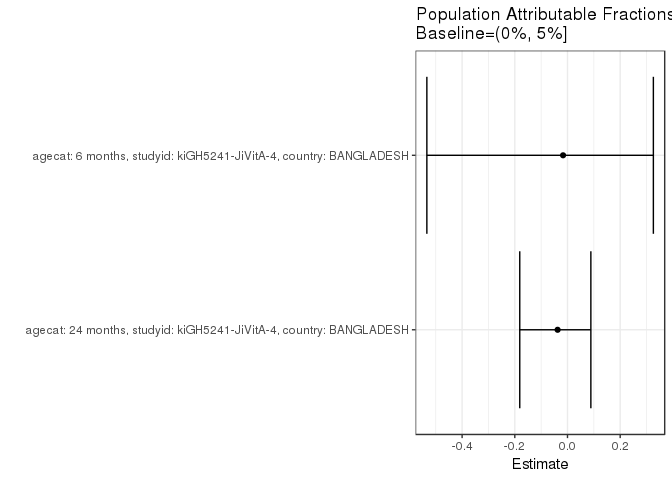 Population Attributable Fractions
Baseline=(0%, 5%]
agecat: 6 months, studyid: kiGH5241-JiVitA-4, country: BANGLADESH
agecat: 24 months, studyid: kiGH5241-JiVitA-4, country: BANGLADESH
-0.4 -0.2 0.0 0.2
Estimate